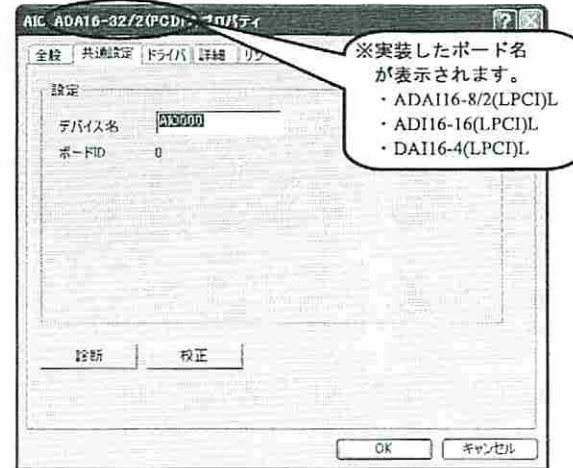 AIC ADA16-32/2(PCI)のプロパティ
全般 共通設定 ドライバ 詳細
設定
デバイス名
ボードID 0
診断 校正
OK キャンセル
※実装したボード名
が表示されます。
・ADAI16-8/2(LPCI)L
・ADI16-16(LPCI)L
・DAI16-4(LPCI)L